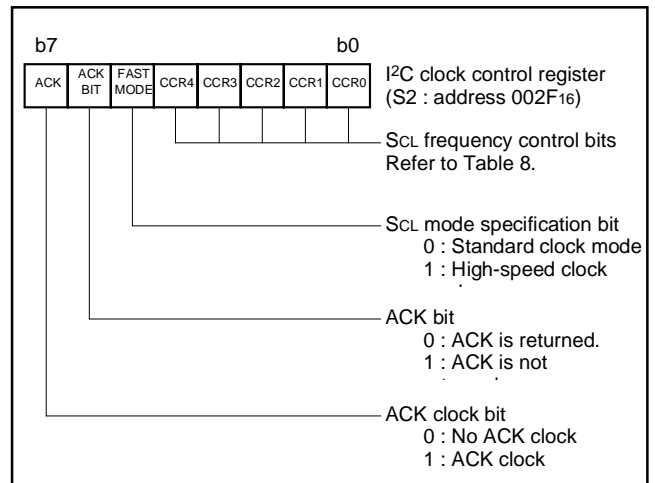 b7 b0
ACK ACK BIT FAST MODE CCR4 CCR3 CCR2 CCR1 CCR0
I²C clock control register
(S2 : address 002F₁₆)
SCL frequency control bits
Refer to Table 8.
SCL mode specification bit
0 : Standard clock mode
1 : High-speed clock
ACK bit
0 : ACK is returned.
1 : ACK is not
ACK clock bit
0 : No ACK clock
1 : ACK clock